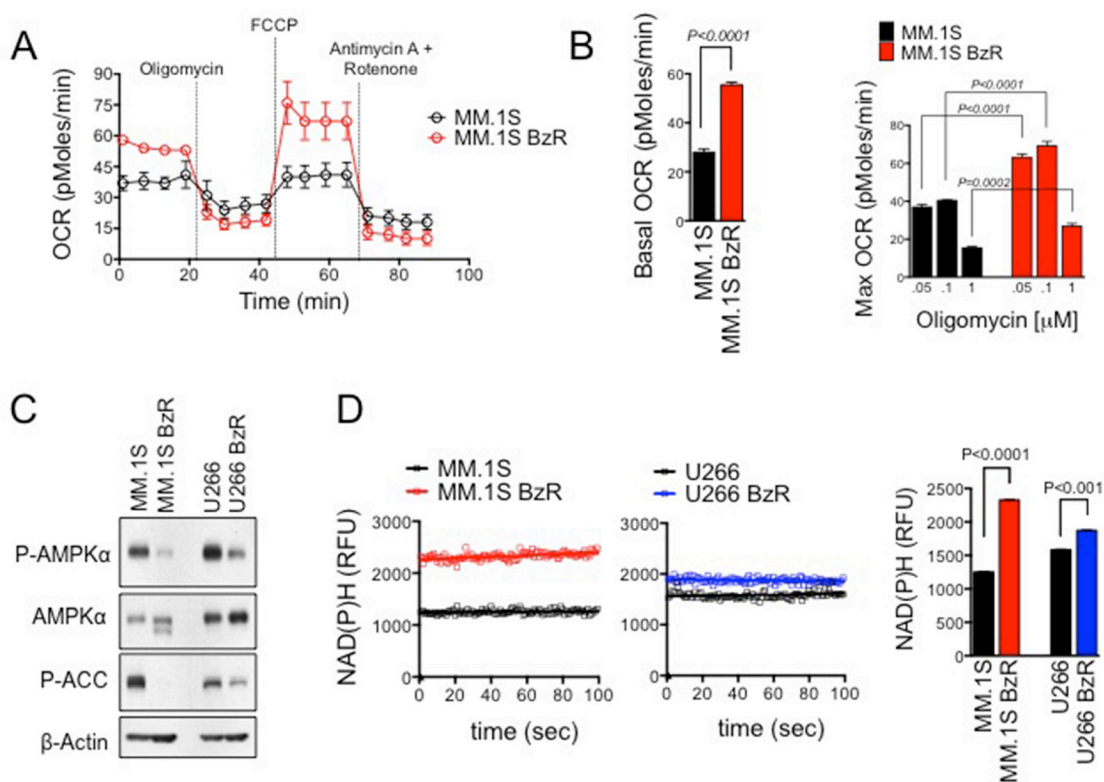 A
FCCP
Oligomycin
Antimycin A +
Rotenone
OCR (pMoles/min)
90
75
60
45
30
15
0
0 20 40 60 80 100
Time (min)
MM.1S
MM.1S BzR
B
P<0.0001
Basal OCR (pMoles/min)
60
40
20
0
MM.1S
MM.1S BzR
MM.1S
MM.1S BzR
P<0.0001
P<0.0001
P=0.0002
Max OCR (pMoles/min)
80
60
40
20
0
.05 .1 1 .05 .1 1
Oligomycin [μM]
C
MM.1S
MM.1S BzR
U266
U266 BzR
P-AMPKα
AMPKα
P-ACC
β-Actin
D
MM.1S
MM.1S BzR
NAD(P)H (RFU)
3000
2000
1000
0
0 20 40 60 80 100
time (sec)
U266
U266 BzR
3000
2000
1000
0
0 20 40 60 80 100
time (sec)
P<0.0001
P<0.001
NAD(P)H (RFU)
2500
2000
1500
1000
500
0
MM.1S
MM.1S BzR
U266
U266 BzR